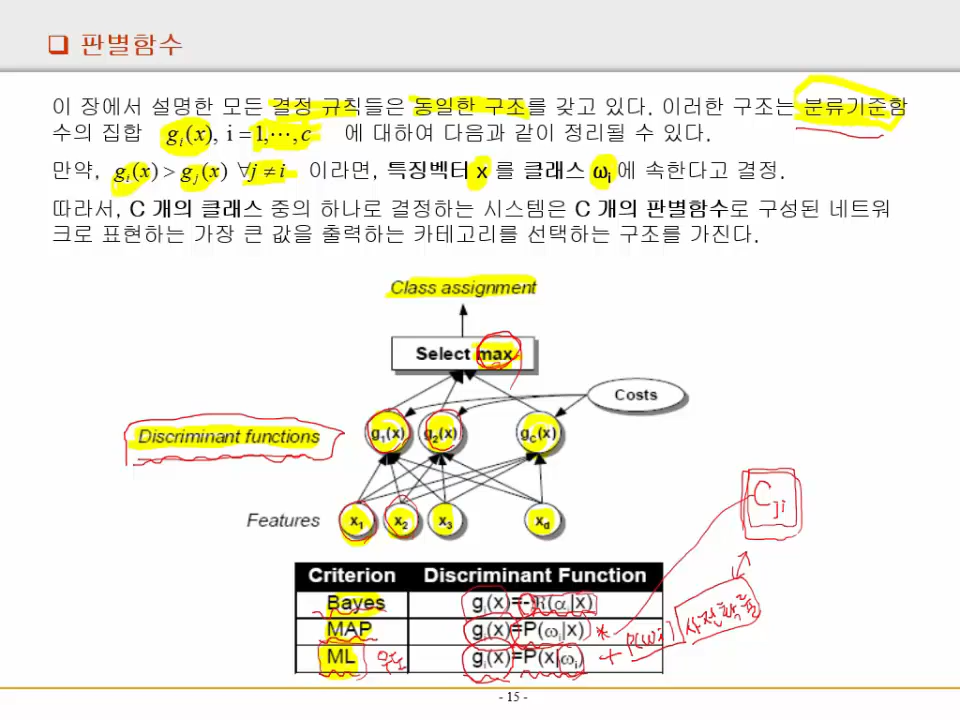 ❑ 판별함수
이 장에서 설명한 모든 결정 규칙들은 동일한 구조를 갖고 있다. 이러한 구조는 분류기준함
수의 집합 gᵢ(x), i = 1,⋯,c 에 대하여 다음과 같이 정리될 수 있다.
만약, gᵢ(x) > gⱼ(x) ∀j ≠ i 이라면, 특징벡터 x 를 클래스 ωᵢ 에 속한다고 결정.
따라서, C 개의 클래스 중의 하나로 결정하는 시스템은 C 개의 판별함수로 구성된 네트워
크로 표현하는 가장 큰 값을 출력하는 카테고리를 선택하는 구조를 가진다.
Class assignment
Select max
Costs
Discriminant functions g₁(x) g₂(x) g_C(x)
Features x₁ x₂ x₃ x_d
C_ji
Criterion Discriminant Function
Bayes gᵢ(x)=-ℜ(αᵢ|x)
MAP gᵢ(x)=P(ωᵢ|x) *
ML 우도 gᵢ(x)=P(x|ωᵢ) + P(ωi) 사전확률
- 15 -